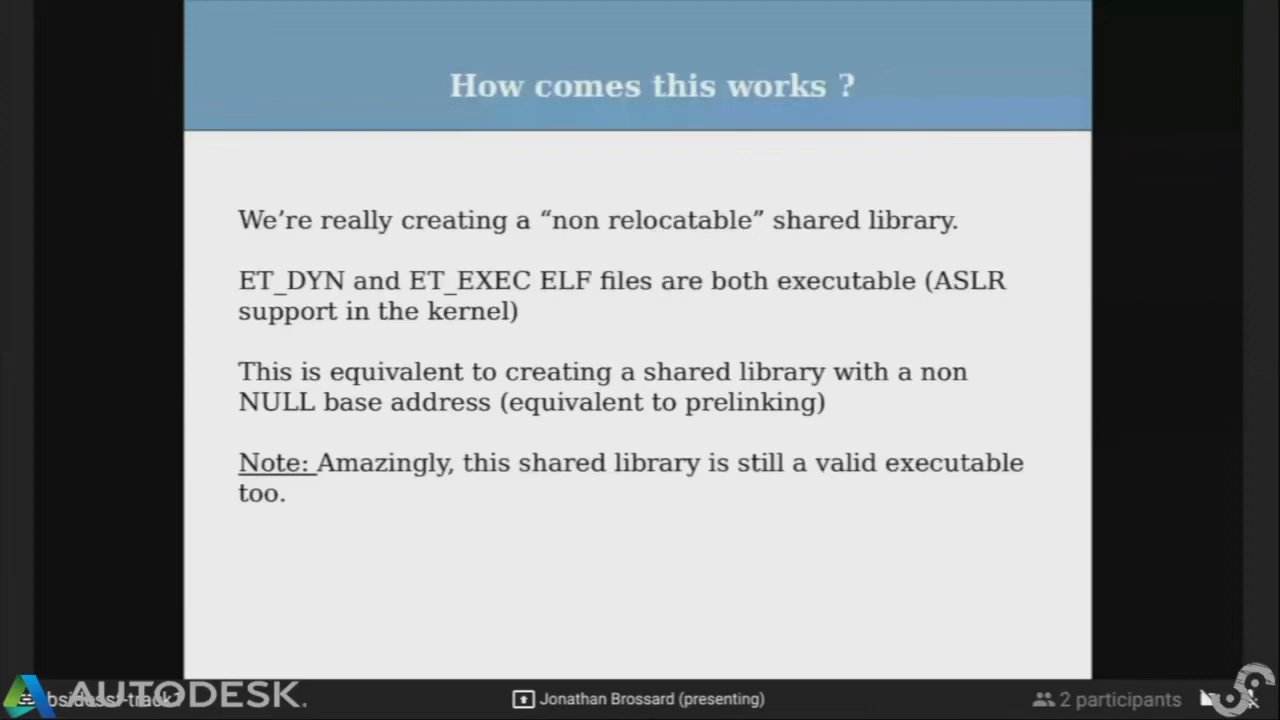 How comes this works ?
We're really creating a “non relocatable” shared library.
ET_DYN and ET_EXEC ELF files are both executable (ASLR
support in the kernel)
This is equivalent to creating a shared library with a non
NULL base address (equivalent to prelinking)
Note: Amazingly, this shared library is still a valid executable
too.
AUTODESK.
Jonathan Brossard (presenting)
2 participants